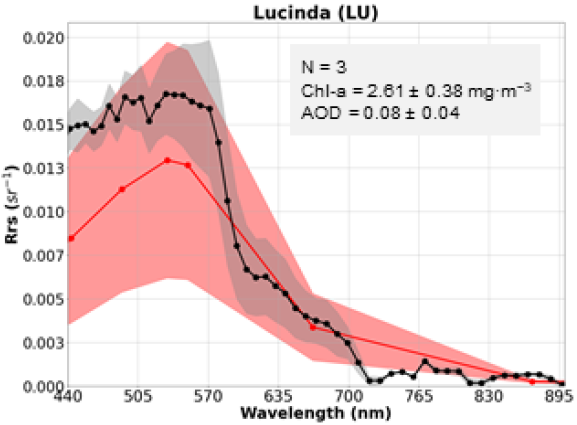 Lucinda (LU)
N = 3
Chl-a = 2.61 ± 0.38 mg·m⁻³
AOD = 0.08 ± 0.04
Rrs (sr⁻¹)
0.020
0.018
0.015
0.013
0.010
0.007
0.005
0.003
0.000
440 505 570 635 700 765 830 895
Wavelength (nm)